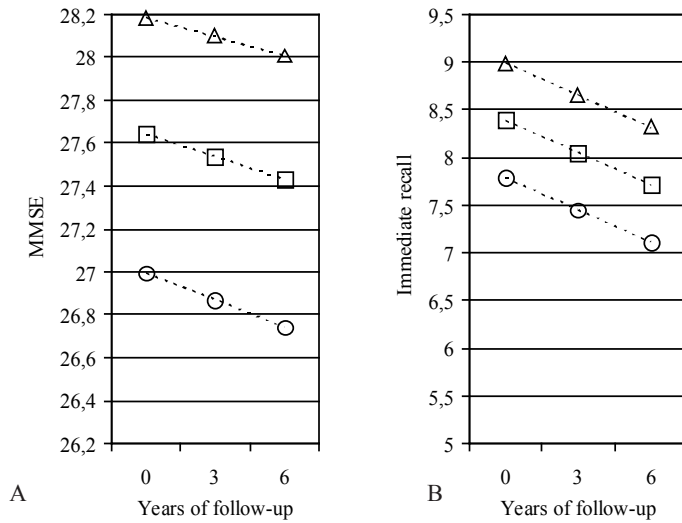 28,2
28
27,8
27,6
27,4
27,2
27
26,8
26,6
26,4
26,2
MMSE
0 3 6
Years of follow-up
A
9,5
9
8,5
8
7,5
7
6,5
6
5,5
5
Immediate recall
0 3 6
Years of follow-up
B